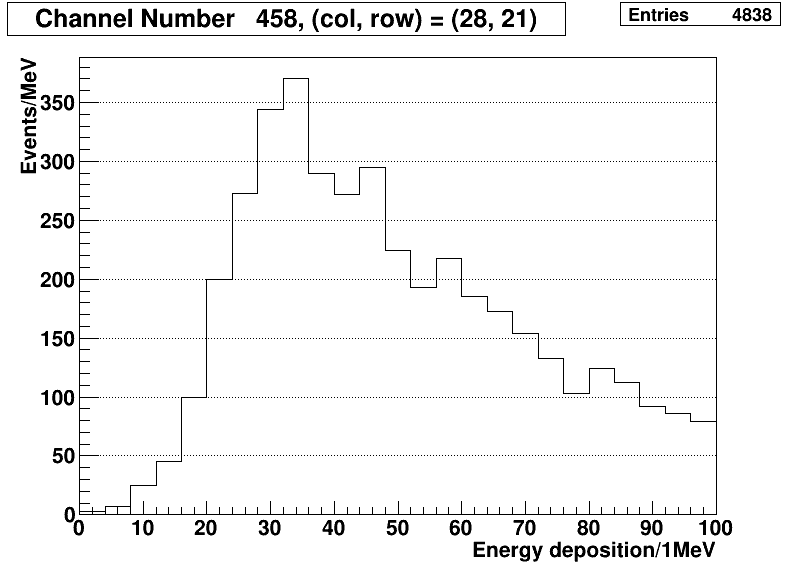 Channel Number 458, (col, row) = (28, 21)
Entries 4838
Events/MeV
350
300
250
200
150
100
50
0
0 10 20 30 40 50 60 70 80 90 100
Energy deposition/1MeV